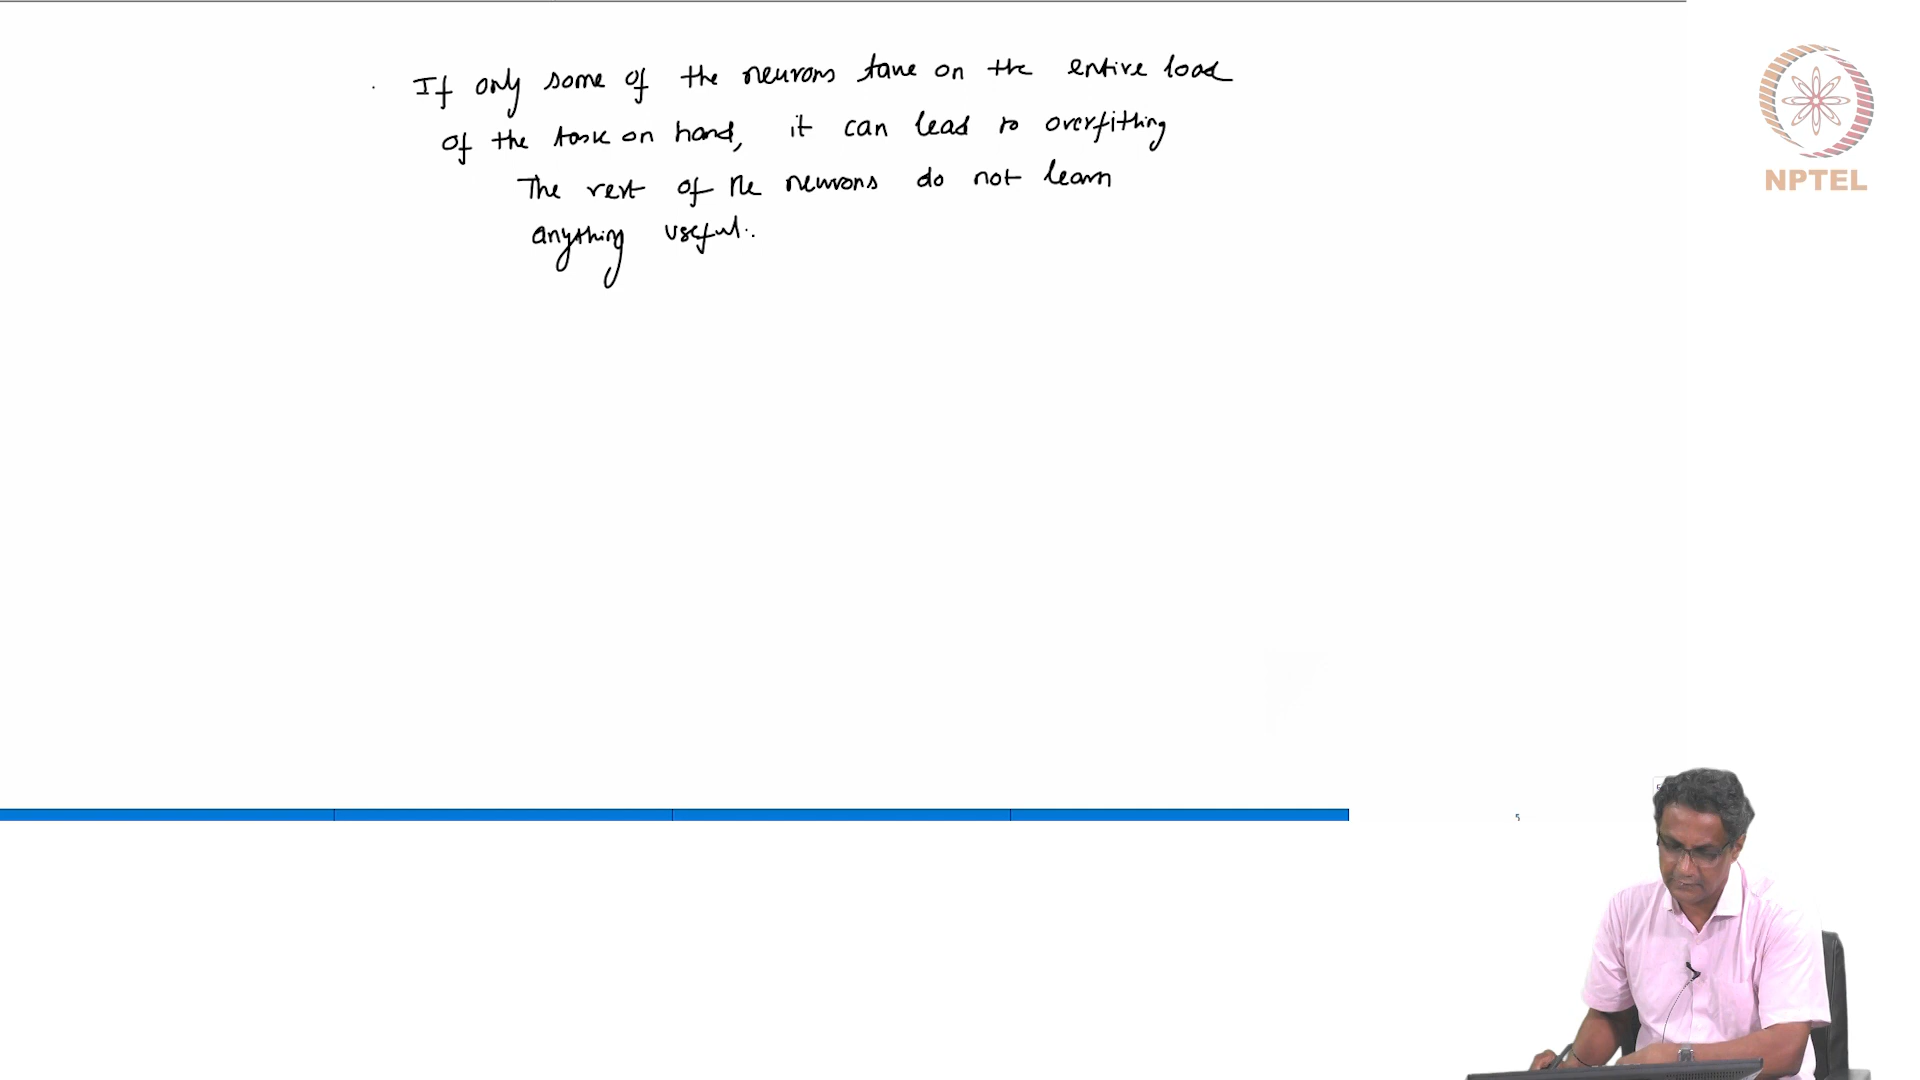 If only some of the neurons take on the entire load
of the task on hand, it can lead to overfitting
The rest of the neurons do not learn
anything useful.
NPTEL
5